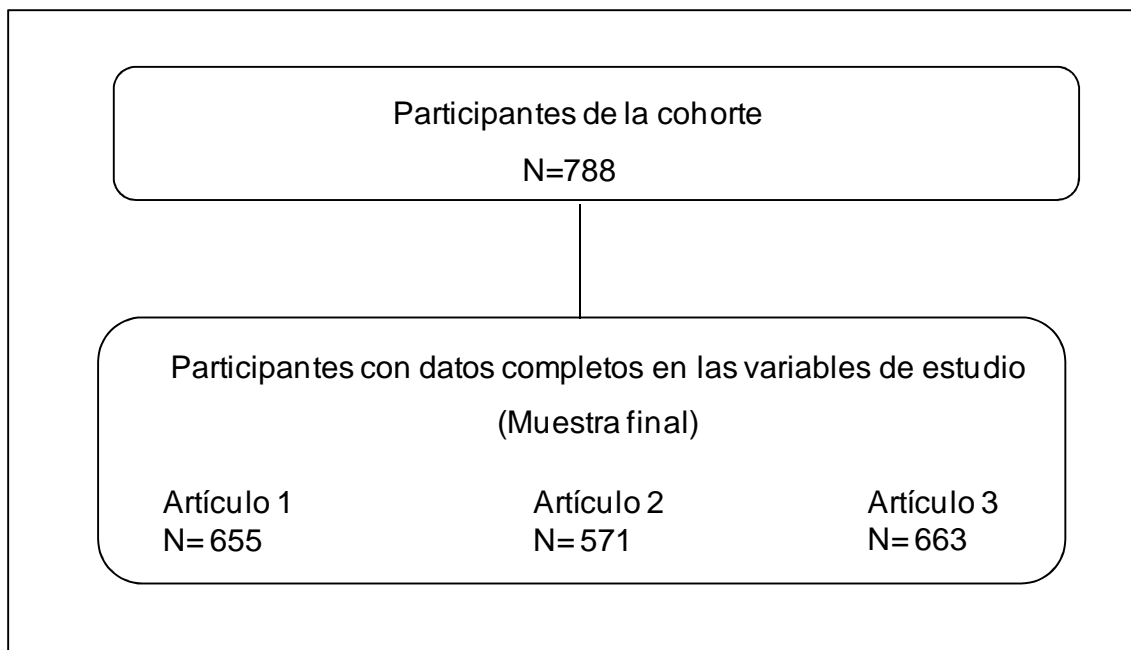 Participantes de la cohorte
N=788
Participantes con datos completos en las variables de estudio
(Muestra final)
Artículo 1 Artículo 2 Artículo 3
N= 655 N= 571 N= 663